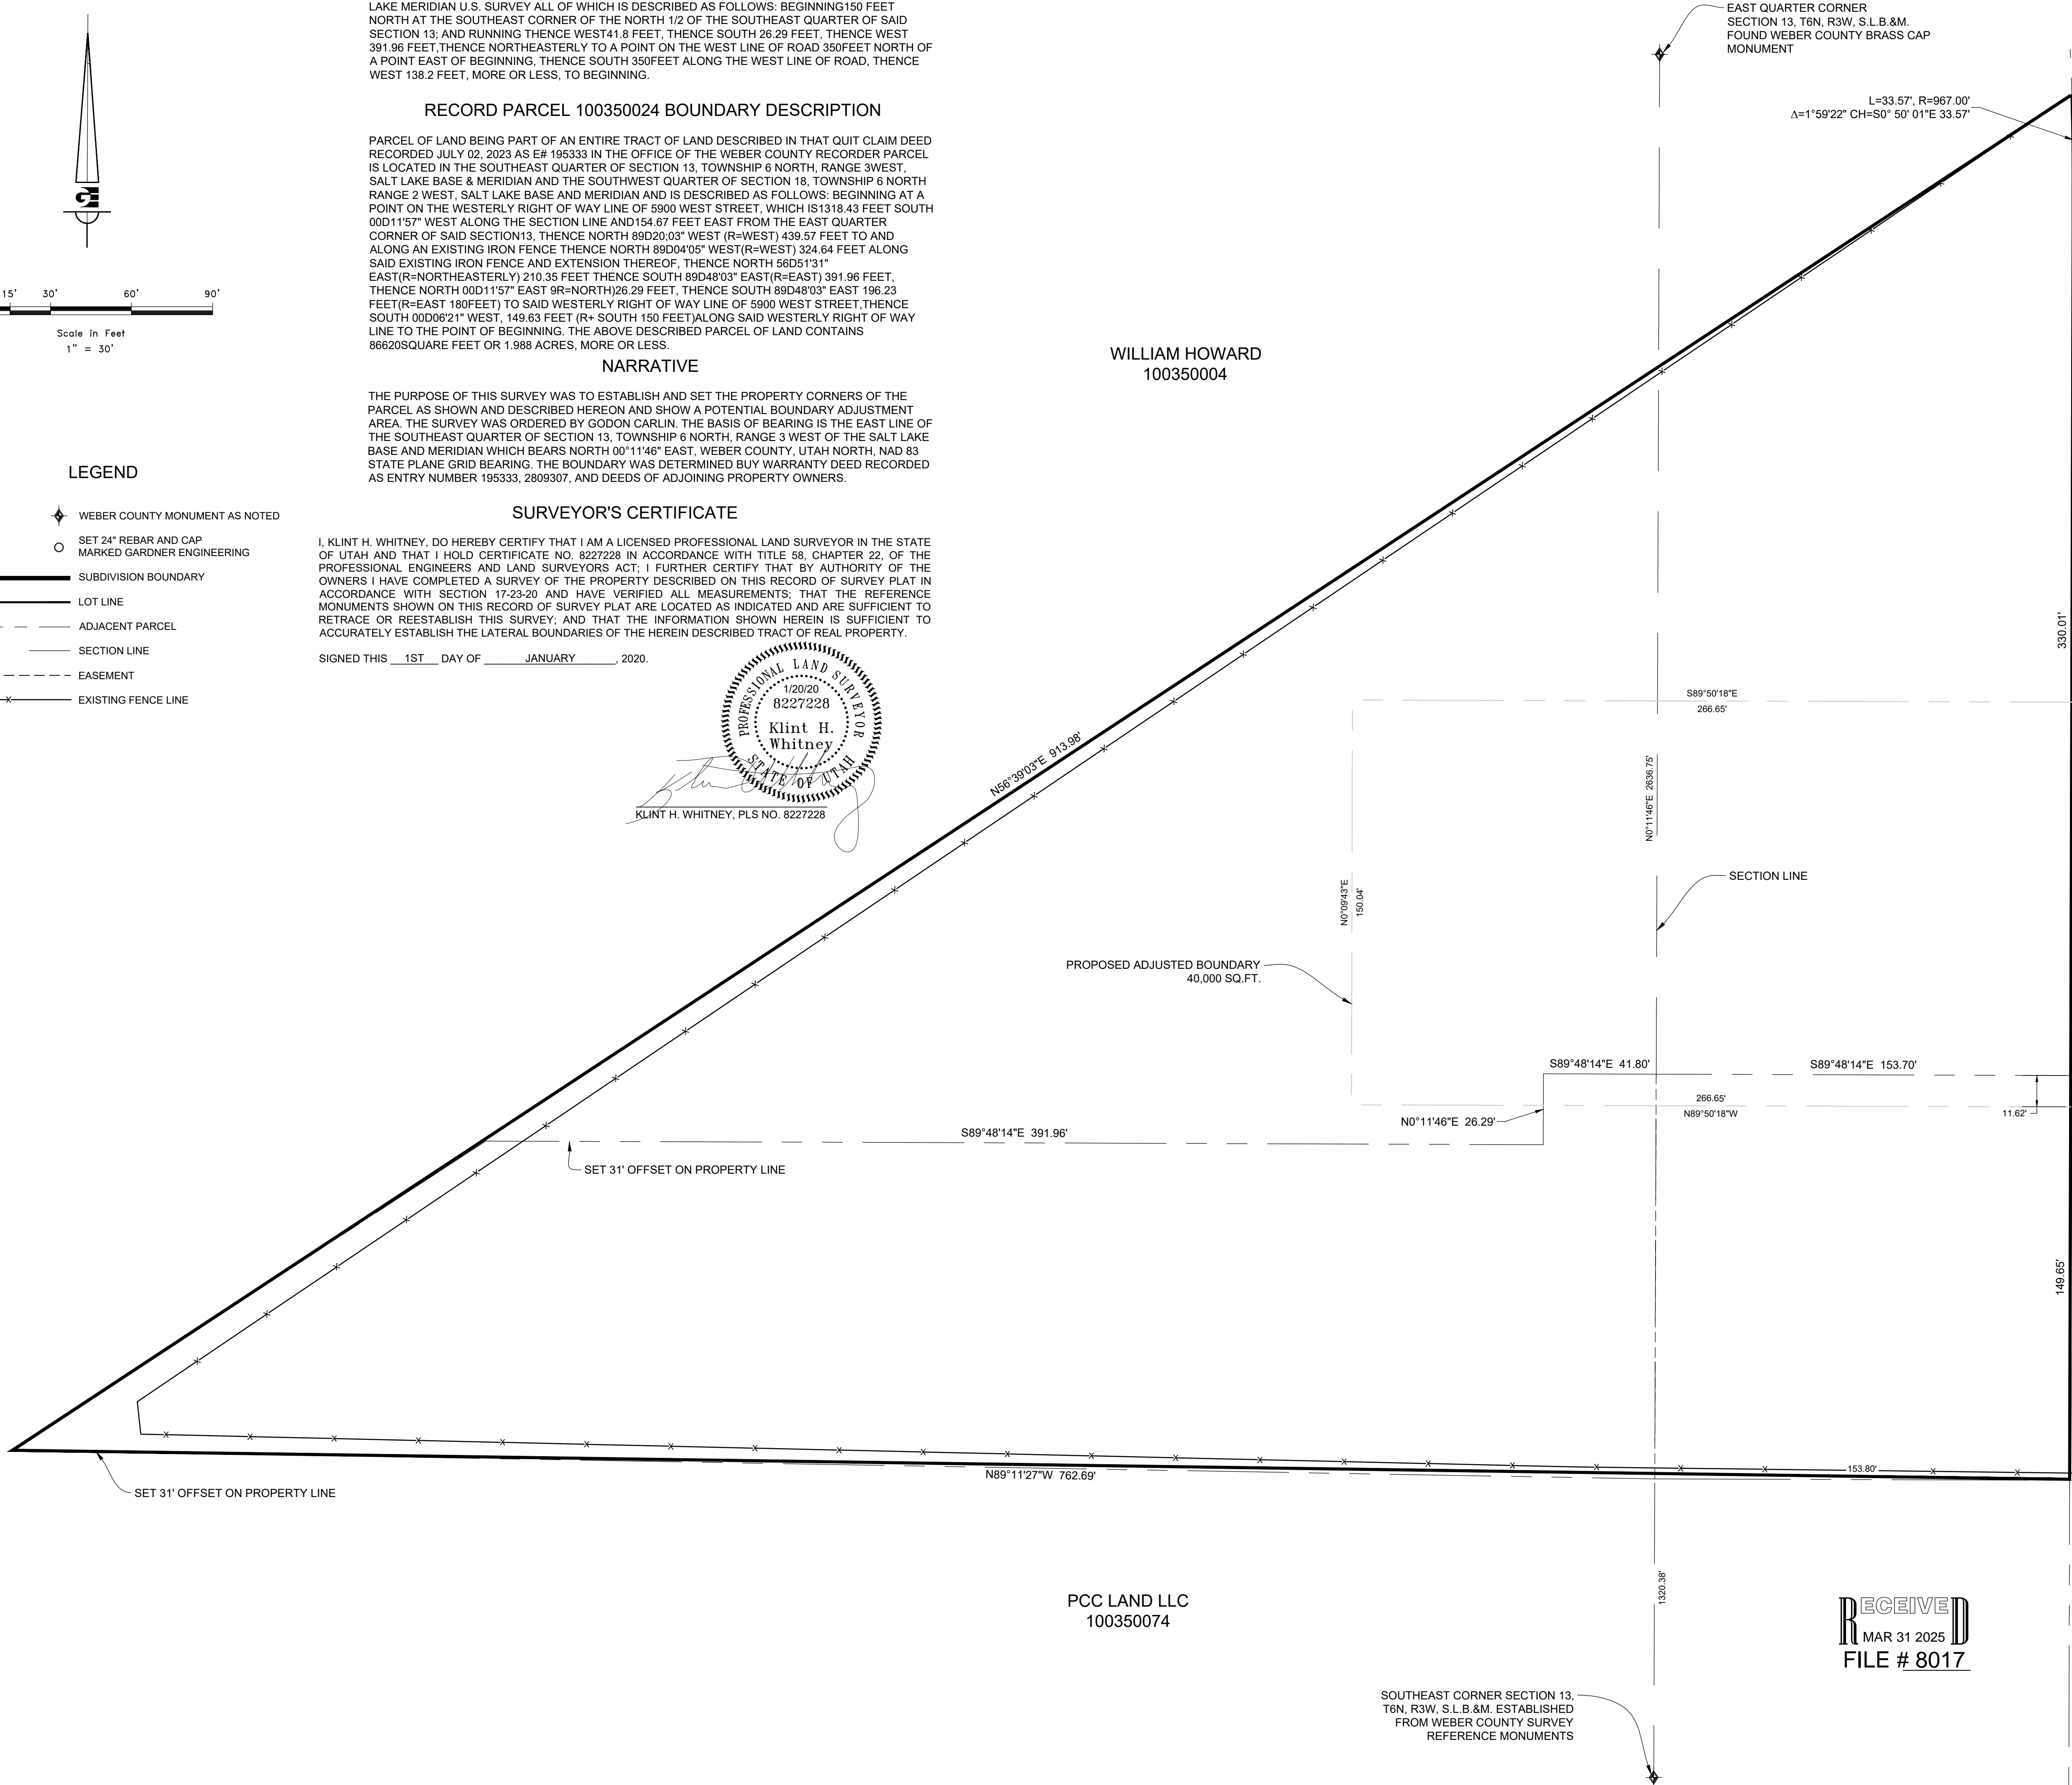 LAKE MERIDIAN U.S. SURVEY ALL OF WHICH IS DESCRIBED AS FOLLOWS: BEGINNING150 FEET
NORTH AT THE SOUTHEAST CORNER OF THE NORTH 1/2 OF THE SOUTHEAST QUARTER OF SAID
SECTION 13; AND RUNNING THENCE WEST41.8 FEET, THENCE SOUTH 26.29 FEET, THENCE WEST
391.96 FEET,THENCE NORTHEASTERLY TO A POINT ON THE WEST LINE OF ROAD 350FEET NORTH OF
A POINT EAST OF BEGINNING, THENCE SOUTH 350FEET ALONG THE WEST LINE OF ROAD, THENCE
WEST 138.2 FEET, MORE OR LESS, TO BEGINNING.
RECORD PARCEL 100350024 BOUNDARY DESCRIPTION
PARCEL OF LAND BEING PART OF AN ENTIRE TRACT OF LAND DESCRIBED IN THAT QUIT CLAIM DEED
RECORDED JULY 02, 2023 AS E# 195333 IN THE OFFICE OF THE WEBER COUNTY RECORDER PARCEL
IS LOCATED IN THE SOUTHEAST QUARTER OF SECTION 13, TOWNSHIP 6 NORTH, RANGE 3WEST,
SALT LAKE BASE & MERIDIAN AND THE SOUTHWEST QUARTER OF SECTION 18, TOWNSHIP 6 NORTH
RANGE 2 WEST, SALT LAKE BASE AND MERIDIAN AND IS DESCRIBED AS FOLLOWS: BEGINNING AT A
POINT ON THE WESTERLY RIGHT OF WAY LINE OF 5900 WEST STREET, WHICH IS1318.43 FEET SOUTH
00D11'57" WEST ALONG THE SECTION LINE AND154.67 FEET EAST FROM THE EAST QUARTER
CORNER OF SAID SECTION13, THENCE NORTH 89D20;03" WEST (R=WEST) 439.57 FEET TO AND
ALONG AN EXISTING IRON FENCE THENCE NORTH 89D04'05" WEST(R=WEST) 324.64 FEET ALONG
SAID EXISTING IRON FENCE AND EXTENSION THEREOF, THENCE NORTH 56D51'31"
EAST(R=NORTHEASTERLY) 210.35 FEET THENCE SOUTH 89D48'03" EAST(R=EAST) 391.96 FEET,
THENCE NORTH 00D11'57" EAST 9R=NORTH)26.29 FEET, THENCE SOUTH 89D48'03" EAST 196.23
FEET(R=EAST 180FEET) TO SAID WESTERLY RIGHT OF WAY LINE OF 5900 WEST STREET,THENCE
SOUTH 00D06'21" WEST, 149.63 FEET (R+ SOUTH 150 FEET)ALONG SAID WESTERLY RIGHT OF WAY
LINE TO THE POINT OF BEGINNING. THE ABOVE DESCRIBED PARCEL OF LAND CONTAINS
86620SQUARE FEET OR 1.988 ACRES, MORE OR LESS.
NARRATIVE
THE PURPOSE OF THIS SURVEY WAS TO ESTABLISH AND SET THE PROPERTY CORNERS OF THE
PARCEL AS SHOWN AND DESCRIBED HEREON AND SHOW A POTENTIAL BOUNDARY ADJUSTMENT
AREA. THE SURVEY WAS ORDERED BY GODON CARLIN. THE BASIS OF BEARING IS THE EAST LINE OF
THE SOUTHEAST QUARTER OF SECTION 13, TOWNSHIP 6 NORTH, RANGE 3 WEST OF THE SALT LAKE
BASE AND MERIDIAN WHICH BEARS NORTH 00°11'46" EAST, WEBER COUNTY, UTAH NORTH, NAD 83
STATE PLANE GRID BEARING. THE BOUNDARY WAS DETERMINED BUY WARRANTY DEED RECORDED
AS ENTRY NUMBER 195333, 2809307, AND DEEDS OF ADJOINING PROPERTY OWNERS.
SURVEYOR'S CERTIFICATE
I, KLINT H. WHITNEY, DO HEREBY CERTIFY THAT I AM A LICENSED PROFESSIONAL LAND SURVEYOR IN THE STATE
OF UTAH AND THAT I HOLD CERTIFICATE NO. 8227228 IN ACCORDANCE WITH TITLE 58, CHAPTER 22, OF THE
PROFESSIONAL ENGINEERS AND LAND SURVEYORS ACT; I FURTHER CERTIFY THAT BY AUTHORITY OF THE
OWNERS I HAVE COMPLETED A SURVEY OF THE PROPERTY DESCRIBED ON THIS RECORD OF SURVEY PLAT IN
ACCORDANCE WITH SECTION 17-23-20 AND HAVE VERIFIED ALL MEASUREMENTS; THAT THE REFERENCE
MONUMENTS SHOWN ON THIS RECORD OF SURVEY PLAT ARE LOCATED AS INDICATED AND ARE SUFFICIENT TO
RETRACE OR REESTABLISH THIS SURVEY; AND THAT THE INFORMATION SHOWN HEREIN IS SUFFICIENT TO
ACCURATELY ESTABLISH THE LATERAL BOUNDARIES OF THE HEREIN DESCRIBED TRACT OF REAL PROPERTY.
SIGNED THIS 1ST DAY OF JANUARY, 2020.
PROFESSIONAL LAND SURVEYOR
1/20/20
8227228
Klint H.
Whitney
STATE OF UTAH
KLINT H. WHITNEY, PLS NO. 8227228
GE
15' 30' 60' 90'
Scale in Feet
1" = 30'
LEGEND
WEBER COUNTY MONUMENT AS NOTED
SET 24" REBAR AND CAP
MARKED GARDNER ENGINEERING
SUBDIVISION BOUNDARY
LOT LINE
ADJACENT PARCEL
SECTION LINE
EASEMENT
EXISTING FENCE LINE
EAST QUARTER CORNER
SECTION 13, T6N, R3W, S.L.B.&M.
FOUND WEBER COUNTY BRASS CAP
MONUMENT
L=33.57', R=967.00'
Δ=1°59'22" CH=S0° 50' 01"E 33.57'
WILLIAM HOWARD
100350004
330.01'
S89°50'18"E
266.65'
N56°39'03"E 913.98'
N0°11'46"E 2636.75'
SECTION LINE
N0°09'43"E
150.04'
PROPOSED ADJUSTED BOUNDARY
40,000 SQ.FT.
S89°48'14"E 41.80'
S89°48'14"E 153.70'
266.65'
N89°50'18"W
11.62'
N0°11'46"E 26.29'
S89°48'14"E 391.96'
SET 31' OFFSET ON PROPERTY LINE
149.65'
153.80'
N89°11'27"W 762.69'
SET 31' OFFSET ON PROPERTY LINE
1320.38'
PCC LAND LLC
100350074
RECEIVED
MAR 31 2025
FILE # 8017
SOUTHEAST CORNER SECTION 13,
T6N, R3W, S.L.B.&M. ESTABLISHED
FROM WEBER COUNTY SURVEY
REFERENCE MONUMENTS